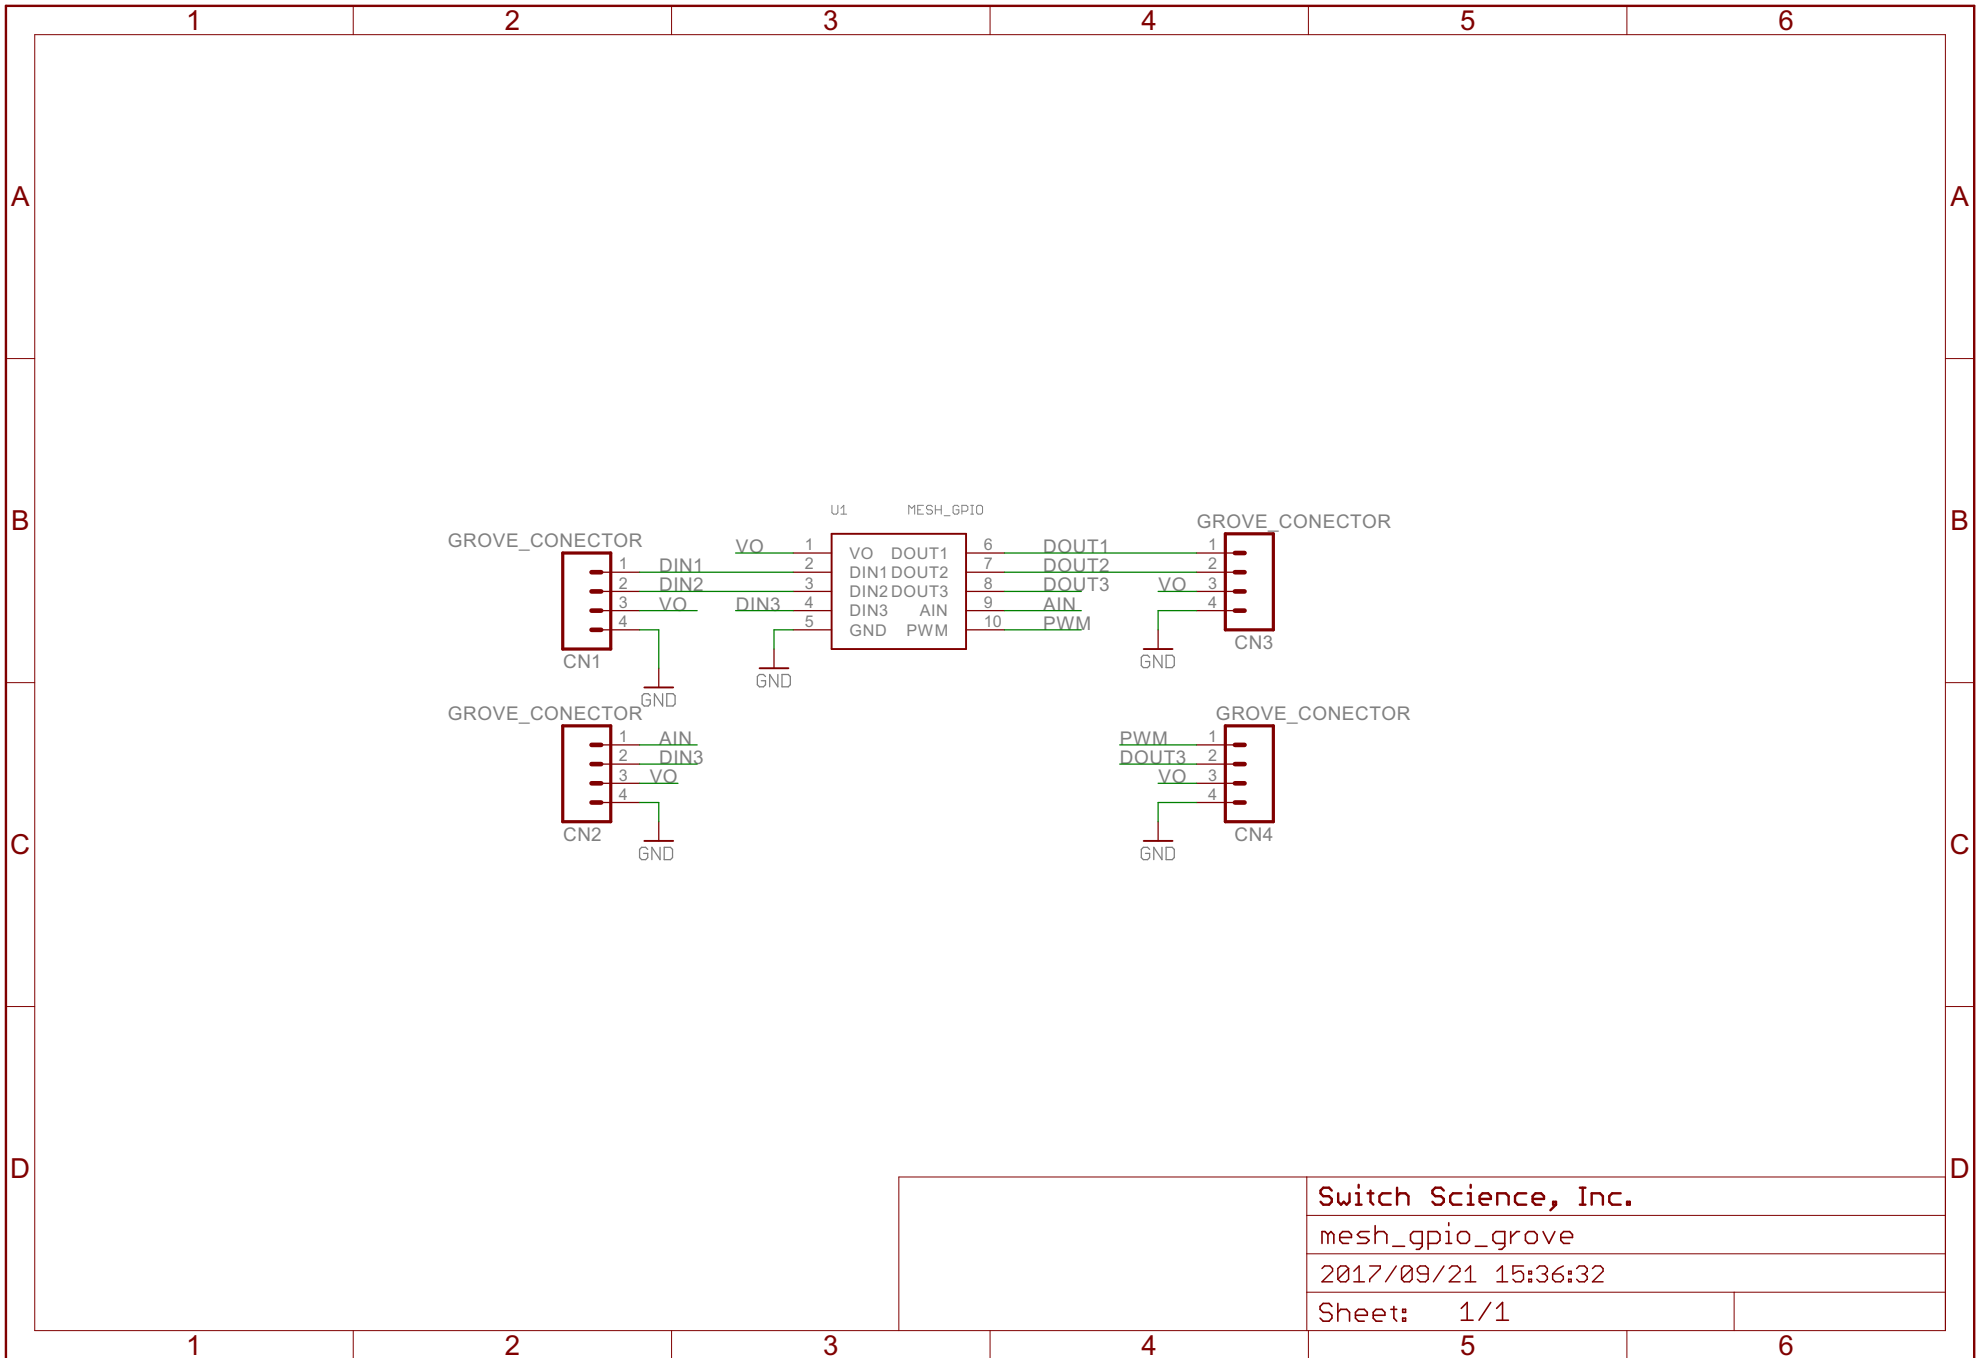 1 2 3 4 5 6
A A
B B
C C
D D
U1 MESH_GPIO
VO 1 VO DOUT1 6 DOUT1
2 DIN1 DOUT2 7 DOUT2
3 DIN2 DOUT3 8 DOUT3
DIN3 4 DIN3 AIN 9 AIN
5 GND PWM 10 PWM
GND
GROVE_CONECTOR
1 DIN1
2 DIN2
3 VO
4
CN1
GND
GROVE_CONECTOR
1
2
VO 3
4
CN3
GND
GROVE_CONECTOR
1 AIN
2 DIN3
3 VO
4
CN2
GND
GROVE_CONECTOR
PWM 1
DOUT3 2
VO 3
4
CN4
GND
Switch Science, Inc.
mesh_gpio_grove
2017/09/21 15:36:32
Sheet: 1/1
1 2 3 4 5 6